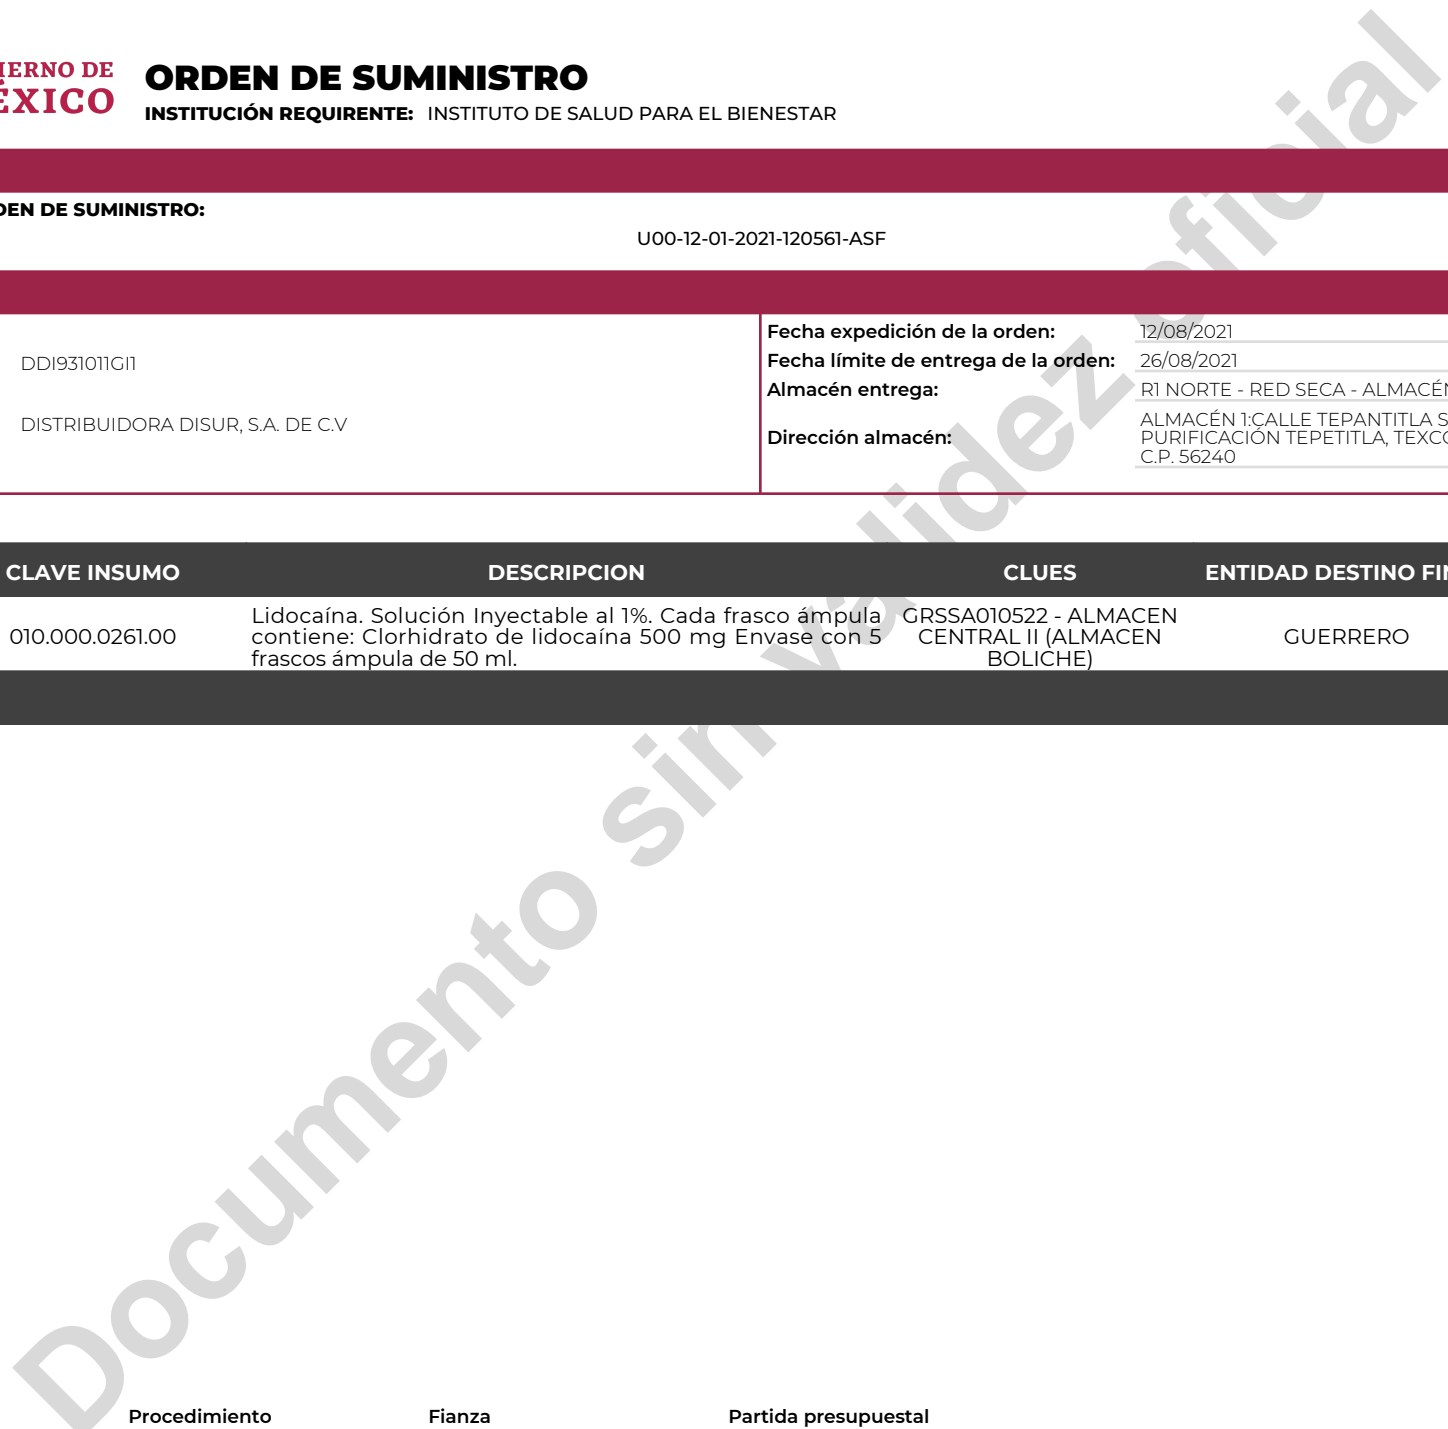 IERNO DE
ÉXICO
ORDEN DE SUMINISTRO
INSTITUCIÓN REQUIRENTE: INSTITUTO DE SALUD PARA EL BIENESTAR
DEN DE SUMINISTRO:
U00-12-01-2021-120561-ASF
DDI931011GI1
DISTRIBUIDORA DISUR, S.A. DE C.V
Fecha expedición de la orden: 12/08/2021
Fecha límite de entrega de la orden: 26/08/2021
Almacén entrega: R1 NORTE - RED SECA - ALMACÉN
Dirección almacén: ALMACÉN 1:CALLE TEPANTITLA S
PURIFICACIÓN TEPETITLA, TEXCO
C.P. 56240
CLAVE INSUMO DESCRIPCION CLUES ENTIDAD DESTINO FIN
010.000.0261.00
Lidocaína. Solución Inyectable al 1%. Cada frasco ámpula
contiene: Clorhidrato de lidocaína 500 mg Envase con 5
frascos ámpula de 50 ml.
GRSSA010522 - ALMACEN
CENTRAL II (ALMACEN
BOLICHE)
GUERRERO
Documento sin validez oficial
Procedimiento Fianza Partida presupuestal